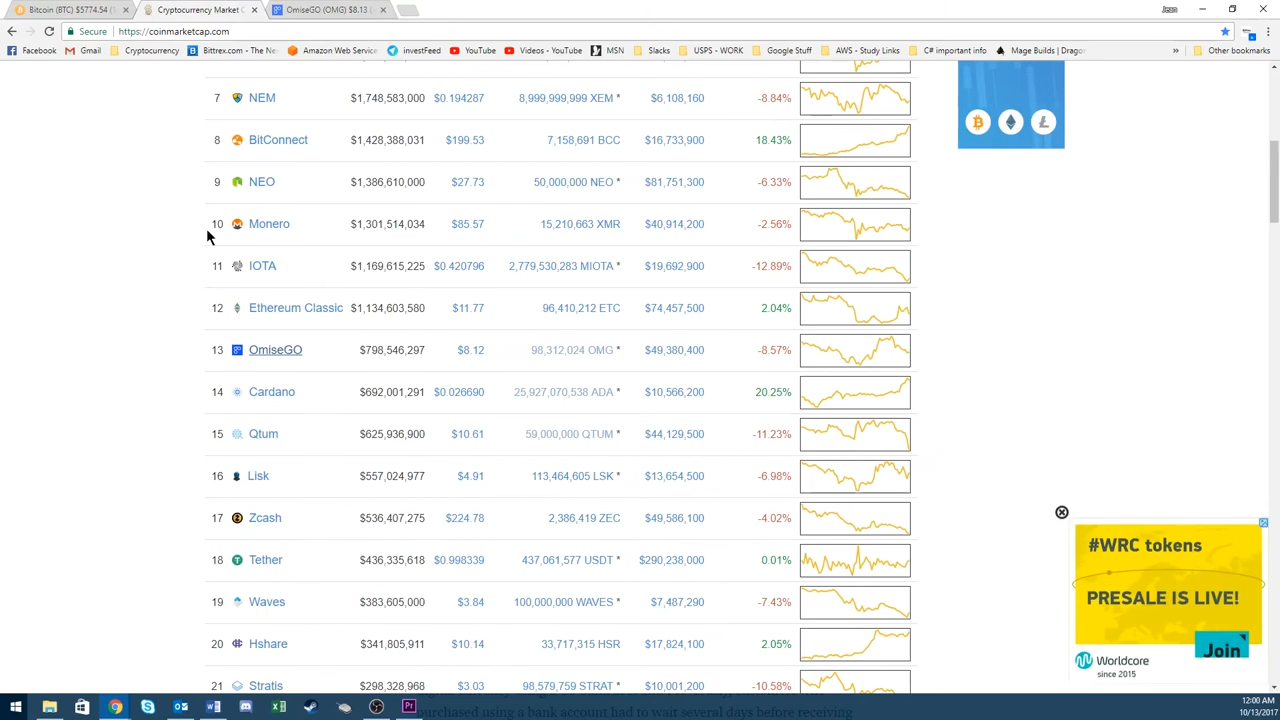 Bitcoin (BTC) $5774.54 (1
Cryptocurrency Market C
OmiseGO (OMG) $8.13
Secure
https://coinmarketcap.com
Facebook
Gmail
Cryptocurrency
Bittrex.com - The Ne
Amazon Web Service
investFeed
YouTube
Videos - YouTube
MSN
Slacks
USPS - WORK
Google Stuff
AWS - Study Links
C# important info
Mage Builds | Drago
»
Other bookmarks
7 NEM $1,748,583,000 $0.194287 8,999,999,999 XEM * $6,108,160 -8.84%
8 BitConnect $1,428,388,031 $199.53 7,158,691 BCC $16,733,900 18.43%
9 NEO $1,386,610,000 $27.73 50,000,000 NEO * $81,751,300 -6.33%
10 Monero $1,301,514,034 $85.57 15,210,663 XMR $40,914,200 -2.56%
11 IOTA $1,169,615,225 $0.420796 2,779,530,283 MIOTA * $19,692,900 -12.89%
12 Ethereum Classic $1,134,603,580 $11.77 96,410,212 ETC $74,457,500 2.04%
13 OmiseGO $798,546,297 $8.12 98,312,024 OMG * $49,380,400 -8.57%
14 Cardano $692,001,291 $0.026690 25,927,070,538 ADA * $10,566,200 20.25%
15 Qtum $625,936,900 $10.61 59,000,000 QTUM * $44,129,500 -11.23%
16 Lisk $557,024,977 $4.91 113,464,605 LSK * $13,654,500 -6.98%
17 Zcash $536,407,275 $224.78 2,386,419 ZEC $49,586,100 -4.02%
18 Tether $436,335,618 $0.998339 437,061,577 USDT * $290,238,000 0.01%
19 Waves $383,605,000 $3.84 100,000,000 WAVES * $7,487,290 -7.43%
20 Hshare $341,805,911 $10.14 33,717,315 HSR $17,824,100 2.05%
21 Stratis $298,328,968 $3.03 98,579,759 STRAT * $10,001,200 -10.58%
#WRC tokens
PRESALE IS LIVE!
Join
Worldcore
since 2015
purchased using a bank account had to wait several days before receiving
12:00 AM
10/13/2017